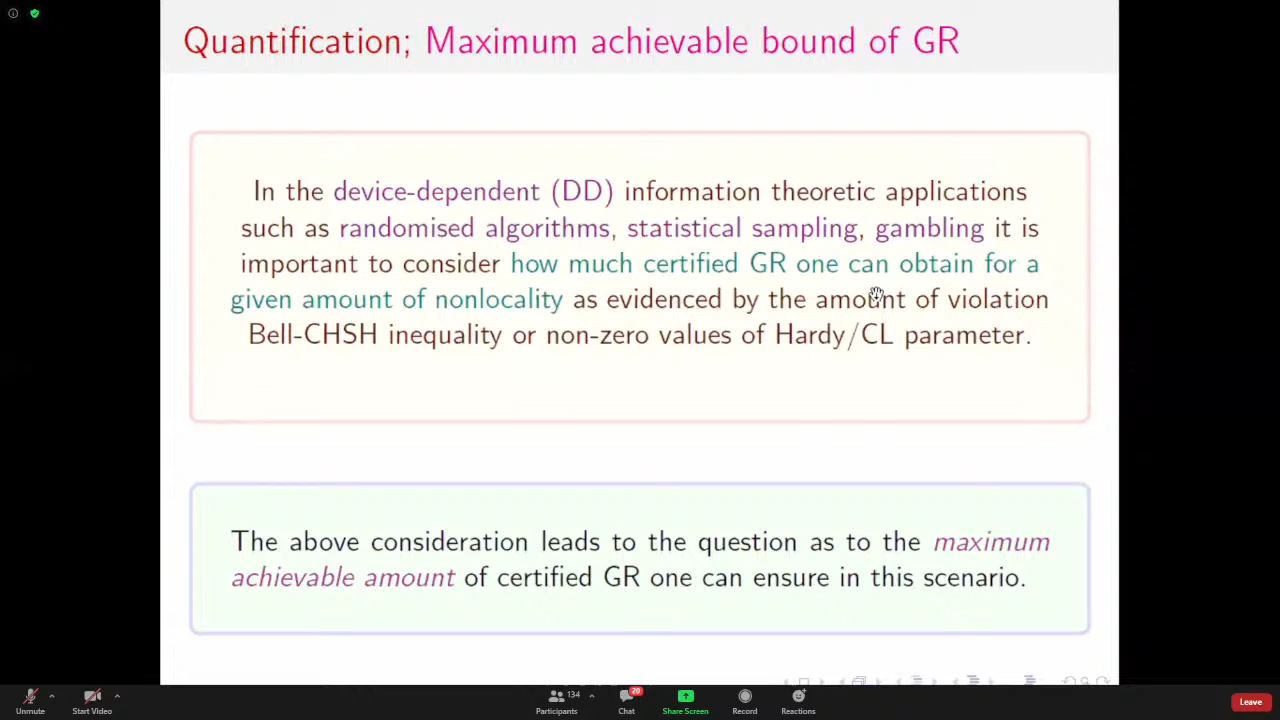 Quantification; Maximum achievable bound of GR
In the device-dependent (DD) information theoretic applications
such as randomised algorithms, statistical sampling, gambling it is
important to consider how much certified GR one can obtain for a
given amount of nonlocality as evidenced by the amount of violation
Bell-CHSH inequality or non-zero values of Hardy/CL parameter.
The above consideration leads to the question as to the maximum
achievable amount of certified GR one can ensure in this scenario.
Unmute
Start Video
134
Participants
20
Chat
Share Screen
Record
Reactions
Leave